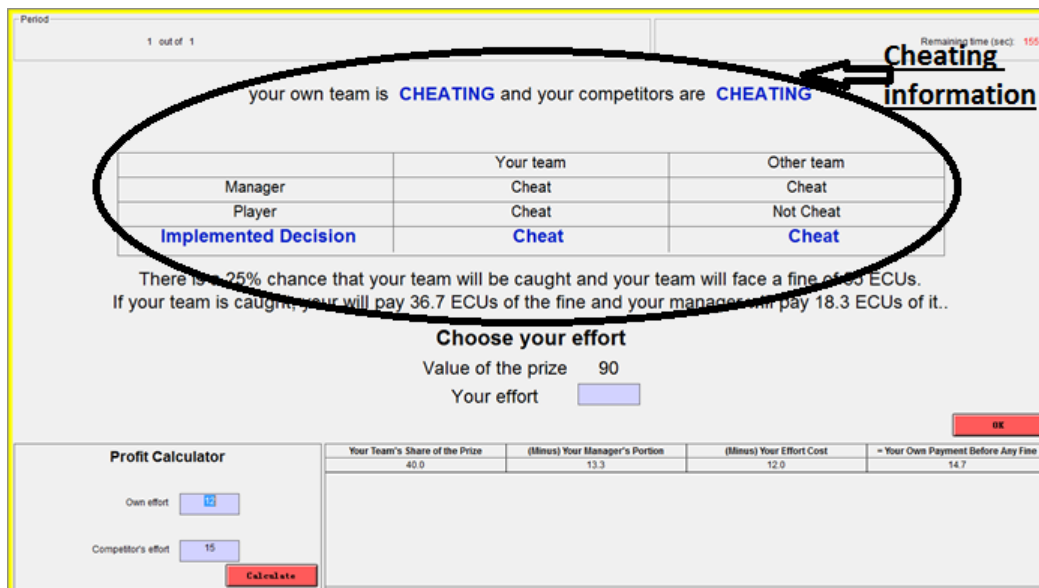 Period
1 out of 1
Remaining time (sec): 155
Cheating
information
your own team is CHEATING and your competitors are CHEATING
Your team Other team
Manager Cheat Cheat
Player Cheat Not Cheat
Implemented Decision Cheat Cheat
There is a 25% chance that your team will be caught and your team will face a fine of 55 ECUs.
If your team is caught, your will pay 36.7 ECUs of the fine and your manager will pay 18.3 ECUs of it..
Choose your effort
Value of the prize 90
Your effort
OK
Profit Calculator
Your Team's Share of the Prize (Minus) Your Manager's Portion (Minus) Your Effort Cost = Your Own Payment Before Any Fine
40.0 13.3 12.0 14.7
Own effort 12
Competitor's effort 15
Calculate